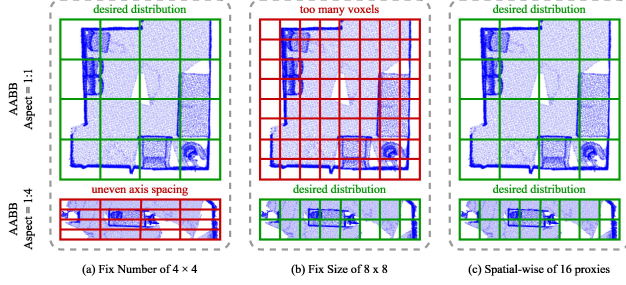 desired distribution
too many voxels
desired distribution
AABB
Aspect = 1:1
uneven axis spacing
desired distribution
desired distribution
AABB
Aspect = 1:4
(a) Fix Number of 4 × 4
(b) Fix Size of 8 x 8
(c) Spatial-wise of 16 proxies